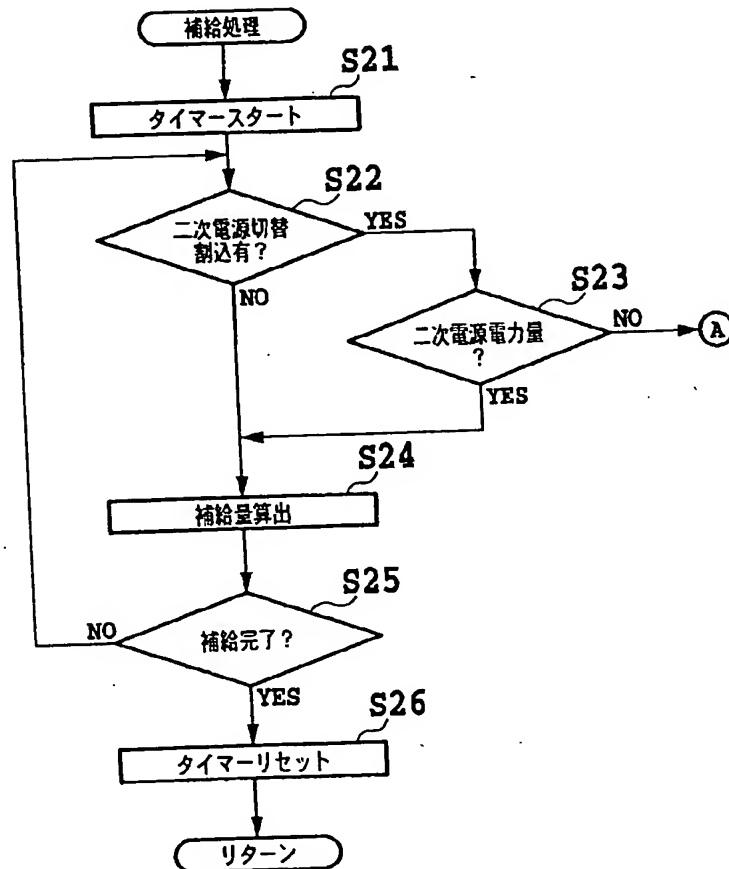 補給処理
S21
タイマースタート
S22
二次電源切替
割込有?
YES
NO
S23
二次電源電力量
?
NO
A
YES
S24
補給量算出
S25
補給完了?
NO
YES
S26
タイマーリセット
リターン